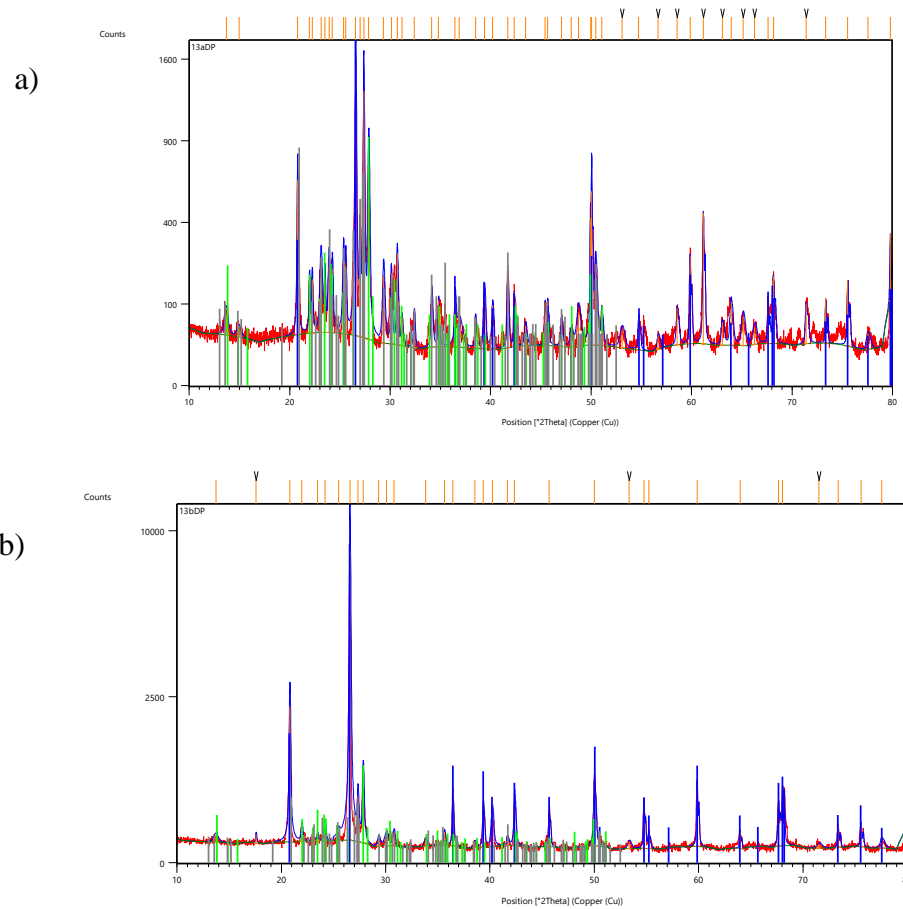 Counts
13aDP
a)
1600
900
400
100
0
10 20 30 40 50 60 70 80
Position [°2Theta] (Copper (Cu))
Counts
13bDP
b)
10000
2500
0
10 20 30 40 50 60 70
Position [°2Theta] (Copper (Cu))